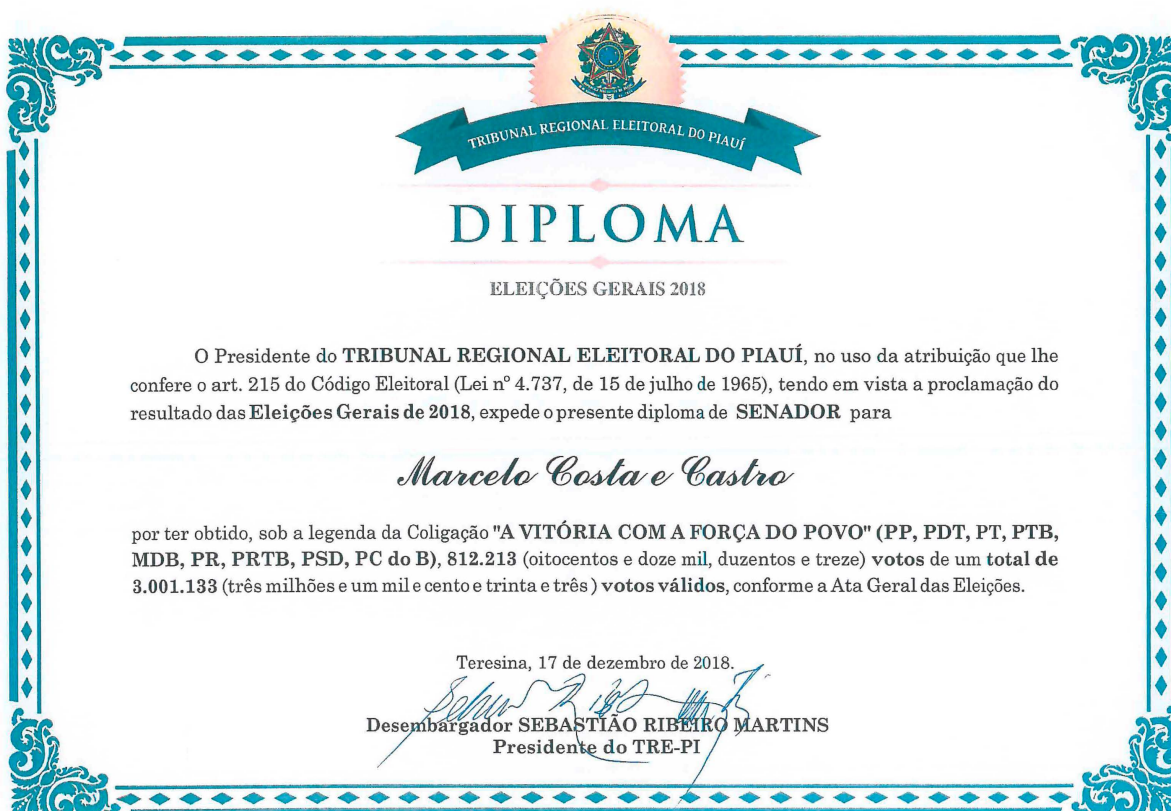 TRIBUNAL REGIONAL ELEITORAL DO PIAUÍ
DIPLOMA
ELEIÇÕES GERAIS 2018
O Presidente do TRIBUNAL REGIONAL ELEITORAL DO PIAUÍ, no uso da atribuição que lhe
confere o art. 215 do Código Eleitoral (Lei nº 4.737, de 15 de julho de 1965), tendo em vista a proclamação do
resultado das Eleições Gerais de 2018, expede o presente diploma de SENADOR para
Marcelo Costa e Castro
por ter obtido, sob a legenda da Coligação "A VITÓRIA COM A FORÇA DO POVO" (PP, PDT, PT, PTB,
MDB, PR, PRTB, PSD, PC do B), 812.213 (oitocentos e doze mil, duzentos e treze) votos de um total de
3.001.133 (três milhões e um mil e cento e trinta e três) votos válidos, conforme a Ata Geral das Eleições.
Teresina, 17 de dezembro de 2018.
Desembargador SEBASTIÃO RIBEIRO MARTINS
Presidente do TRE-PI